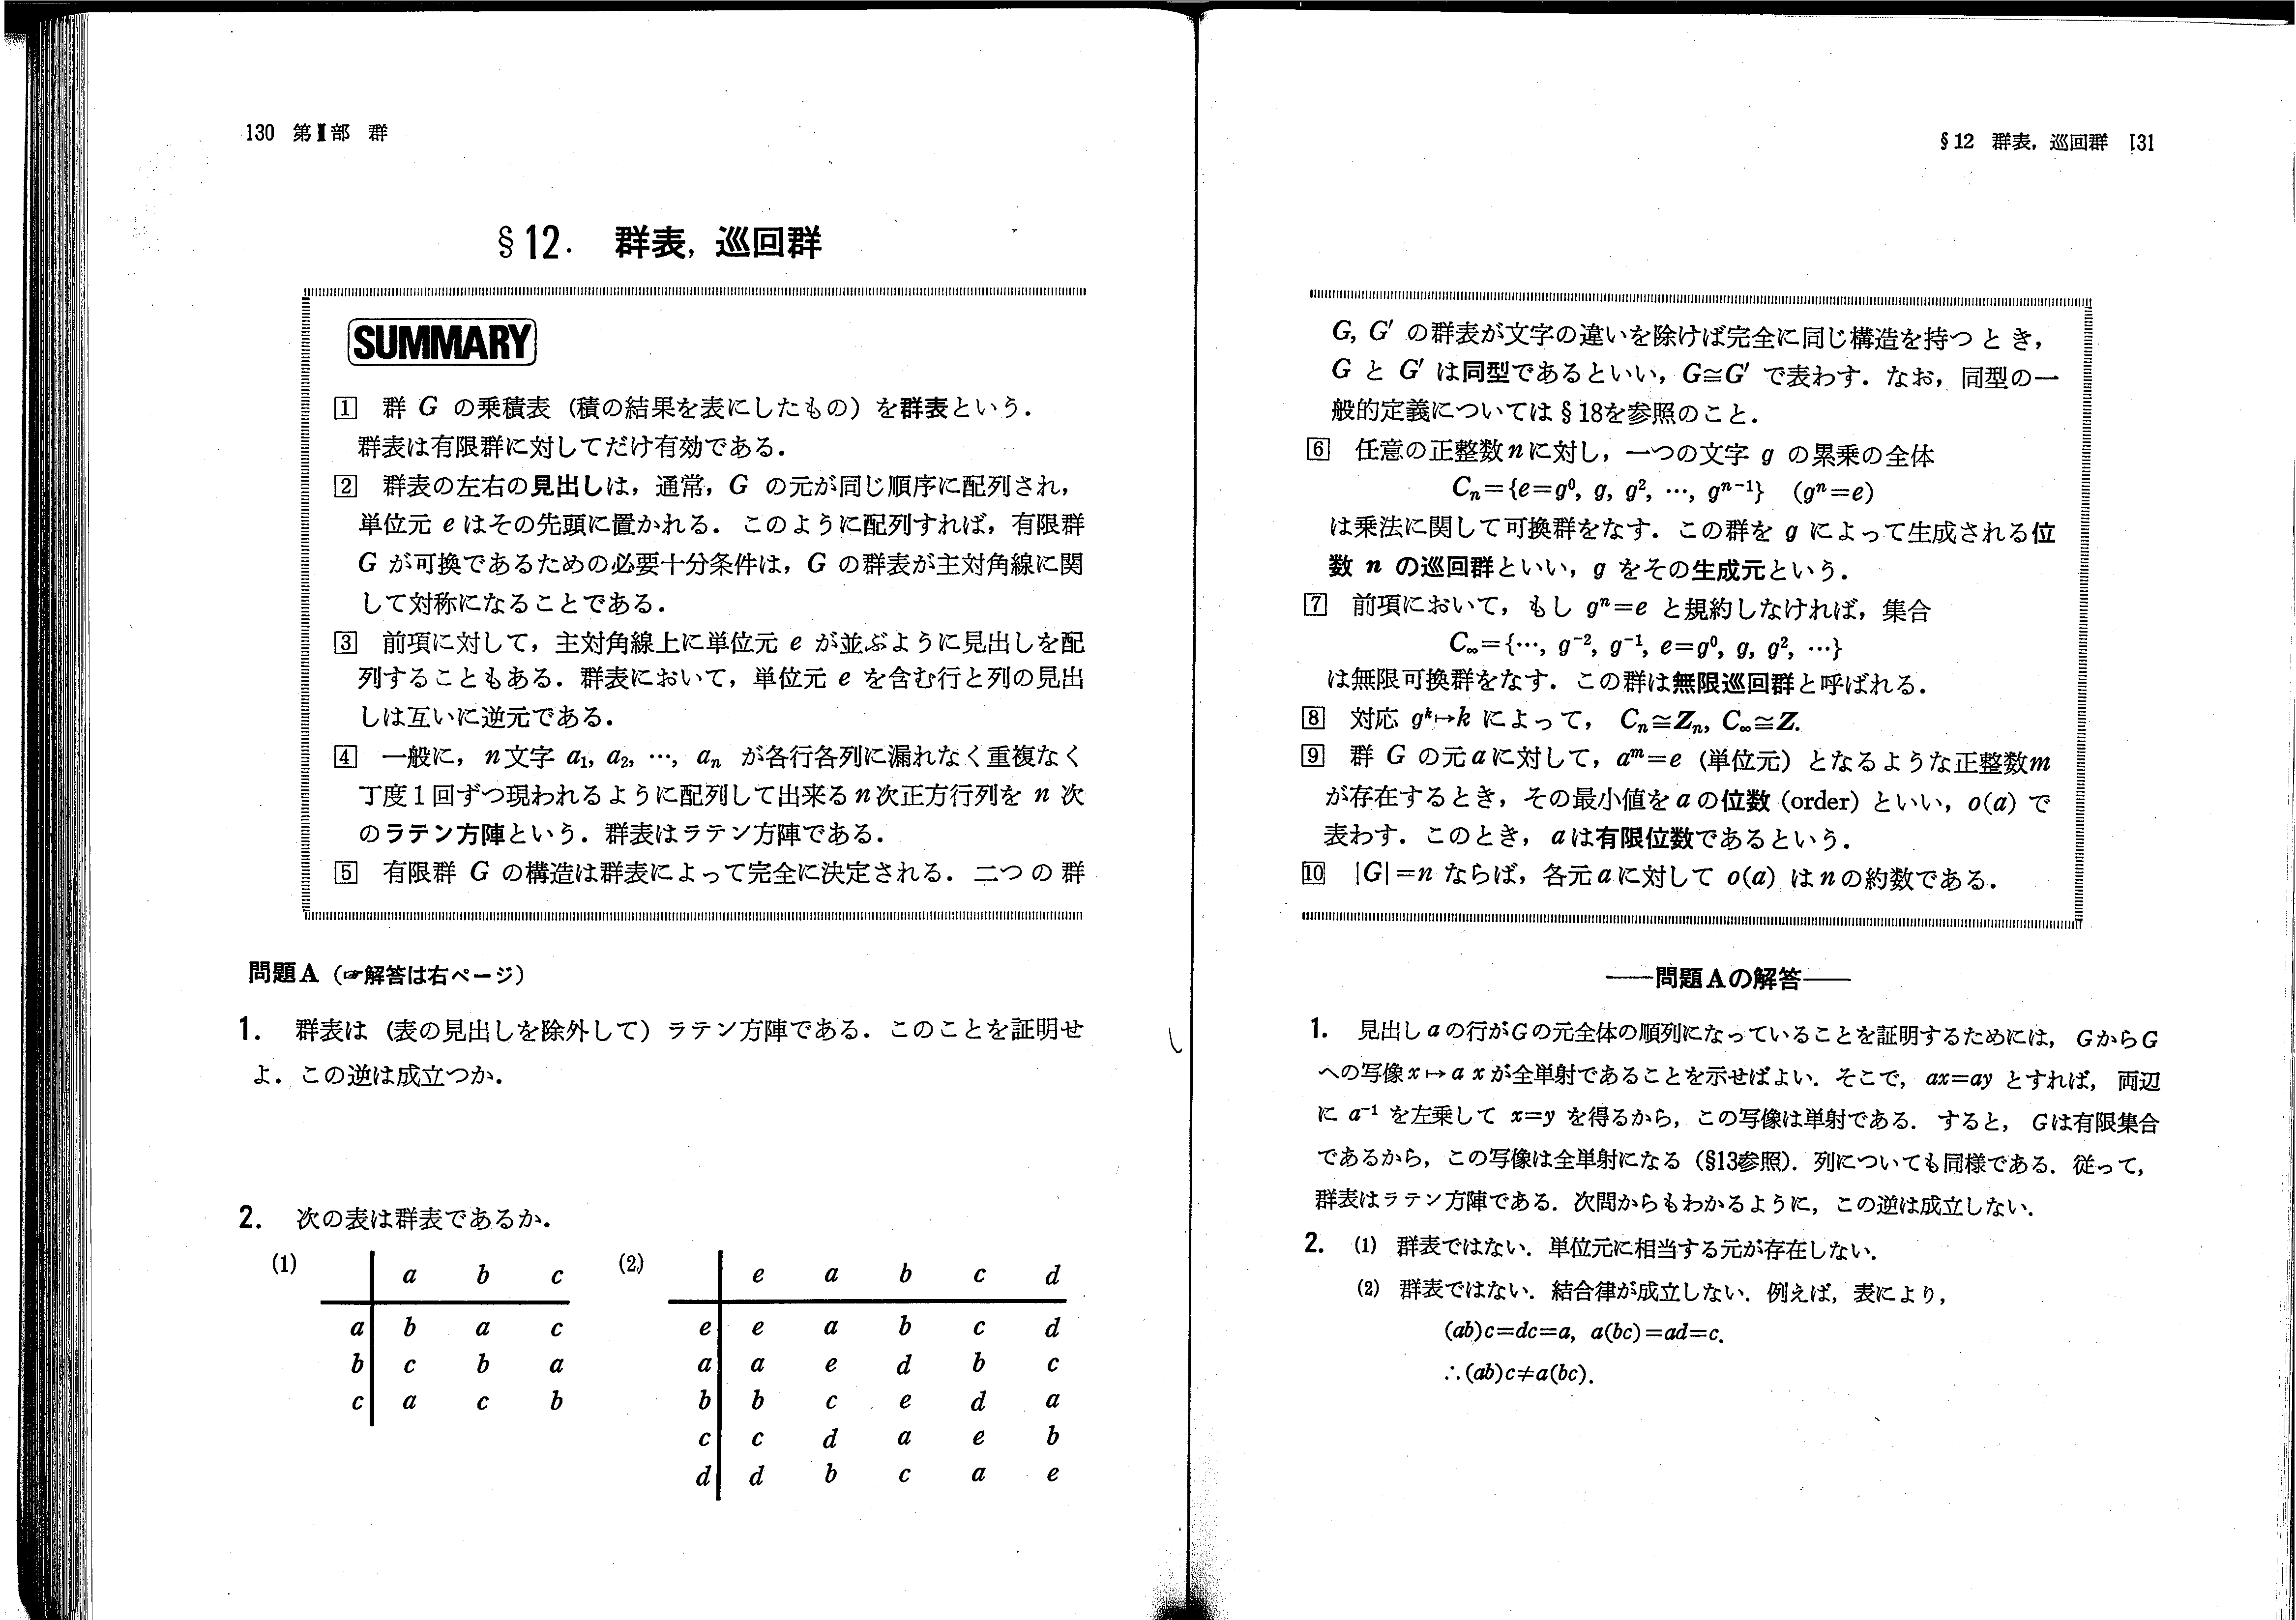 130 第Ⅱ部 群
§12. 群表, 巡回群
SUMMARY
1 群 G の乗積表(積の結果を表にしたもの)を群表という.
群表は有限群に対してだけ有効である.
2 群表の左右の見出しは,通常,G の元が同じ順序に配列され,
単位元 e はその先頭に置かれる.このように配列すれば,有限群
G が可換であるための必要十分条件は,G の群表が主対角線に関
して対称になることである.
3 前項に対して,主対角線上に単位元 e が並ぶように見出しを配
列することもある.群表において,単位元 e を含む行と列の見出
しは互いに逆元である.
4 一般に,n文字 a₁, a₂, …, aₙ が各行各列に漏れなく重複なく
丁度1回ずつ現われるように配列して出来るn次正方行列を n 次
のラテン方陣という.群表はラテン方陣である.
5 有限群 G の構造は群表によって完全に決定される.二つの群
問題A(☞解答は右ページ)
1. 群表は(表の見出しを除外して)ラテン方陣である.このことを証明せ
よ.この逆は成立つか.
2. 次の表は群表であるか.
(1)
a b c
a b a c
b c b a
c a c b
(2)
e a b c d
e e a b c d
a a e d b c
b b c e d a
c c d a e b
d d b c a e
§12 群表, 巡回群 131
G, G′ の群表が文字の違いを除けば完全に同じ構造を持つとき,
G と G′ は同型であるといい,G≅G′ で表わす.なお,同型の一
般的定義については§18を参照のこと.
6 任意の正整数nに対し,一つの文字 g の累乗の全体
Cₙ={e=g⁰, g, g², …, gⁿ⁻¹} (gⁿ=e)
は乗法に関して可換群をなす.この群を g によって生成される位
数 n の巡回群といい,g をその生成元という.
7 前項において,もし gⁿ=e と規約しなければ,集合
C∞={…, g⁻², g⁻¹, e=g⁰, g, g², …}
は無限可換群をなす.この群は無限巡回群と呼ばれる.
8 対応 gᵏ↦k によって, Cₙ≅Zₙ, C∞≅Z.
9 群 G の元aに対して,aᵐ=e(単位元)となるような正整数m
が存在するとき,その最小値をaの位数(order)といい,o(a) で
表わす.このとき,aは有限位数であるという.
10 |G|=n ならば,各元aに対して o(a) はnの約数である.
——問題Aの解答——
1. 見出しaの行がGの元全体の順列になっていることを証明するためには,GからG
への写像x↦a xが全単射であることを示せばよい.そこで,ax=ay とすれば,両辺
に a⁻¹ を左乗して x=y を得るから,この写像は単射である.すると,Gは有限集合
であるから,この写像は全単射になる(§13参照).列についても同様である.従って,
群表はラテン方陣である.次問からもわかるように,この逆は成立しない.
2. (1) 群表ではない.単位元に相当する元が存在しない.
(2) 群表ではない.結合律が成立しない.例えば,表により,
(ab)c=dc=a, a(bc)=ad=c.
∴(ab)c≠a(bc).